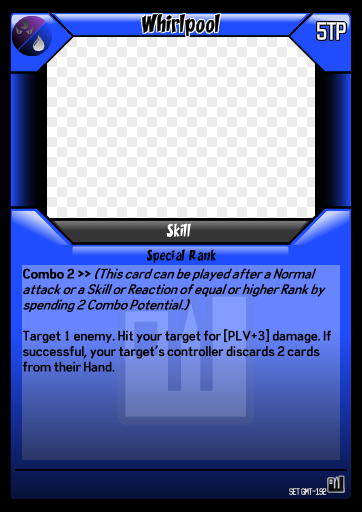 Whirlpool
5TP
Skill
Special Rank
Combo 2 >> (This card can be played after a Normal
attack or a Skill or Reaction of equal or higher Rank by
spending 2 Combo Potential.)
Target 1 enemy. Hit your target for [PLV+3] damage. If
successful, your target's controller discards 2 cards
from their Hand.
SET GMT-192